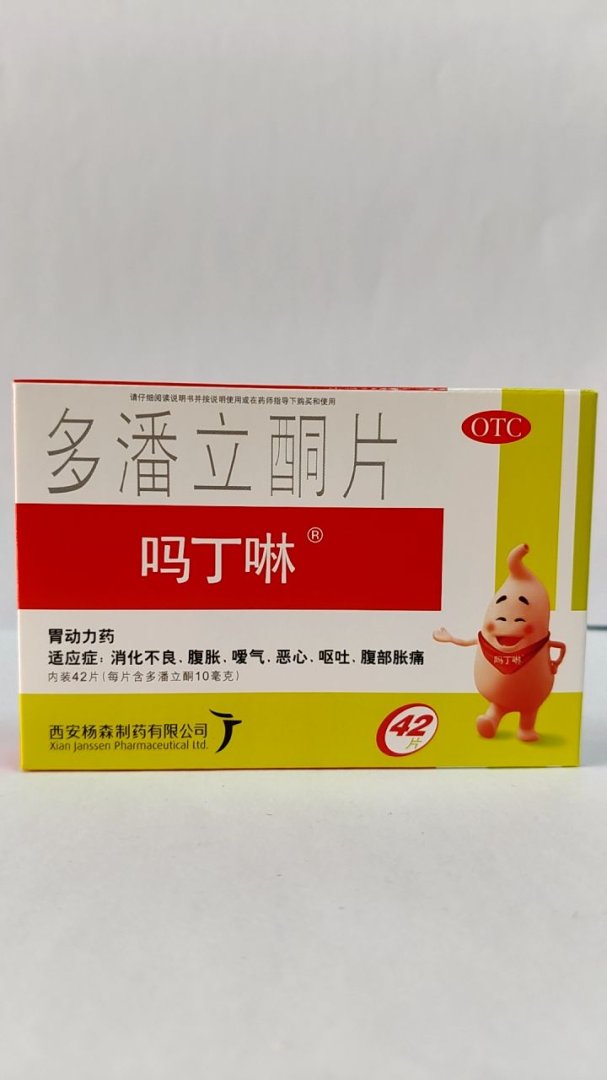 请仔细阅读说明书并按说明使用或在药师指导下购买和使用
多潘立酮片
OTC
吗丁啉®
胃动力药
适应症：消化不良、腹胀、嗳气、恶心、呕吐、腹部胀痛
内装42片（每片含多潘立酮10毫克）
吗丁啉
西安杨森制药有限公司
Xian Janssen Pharmaceutical Ltd.
42
片